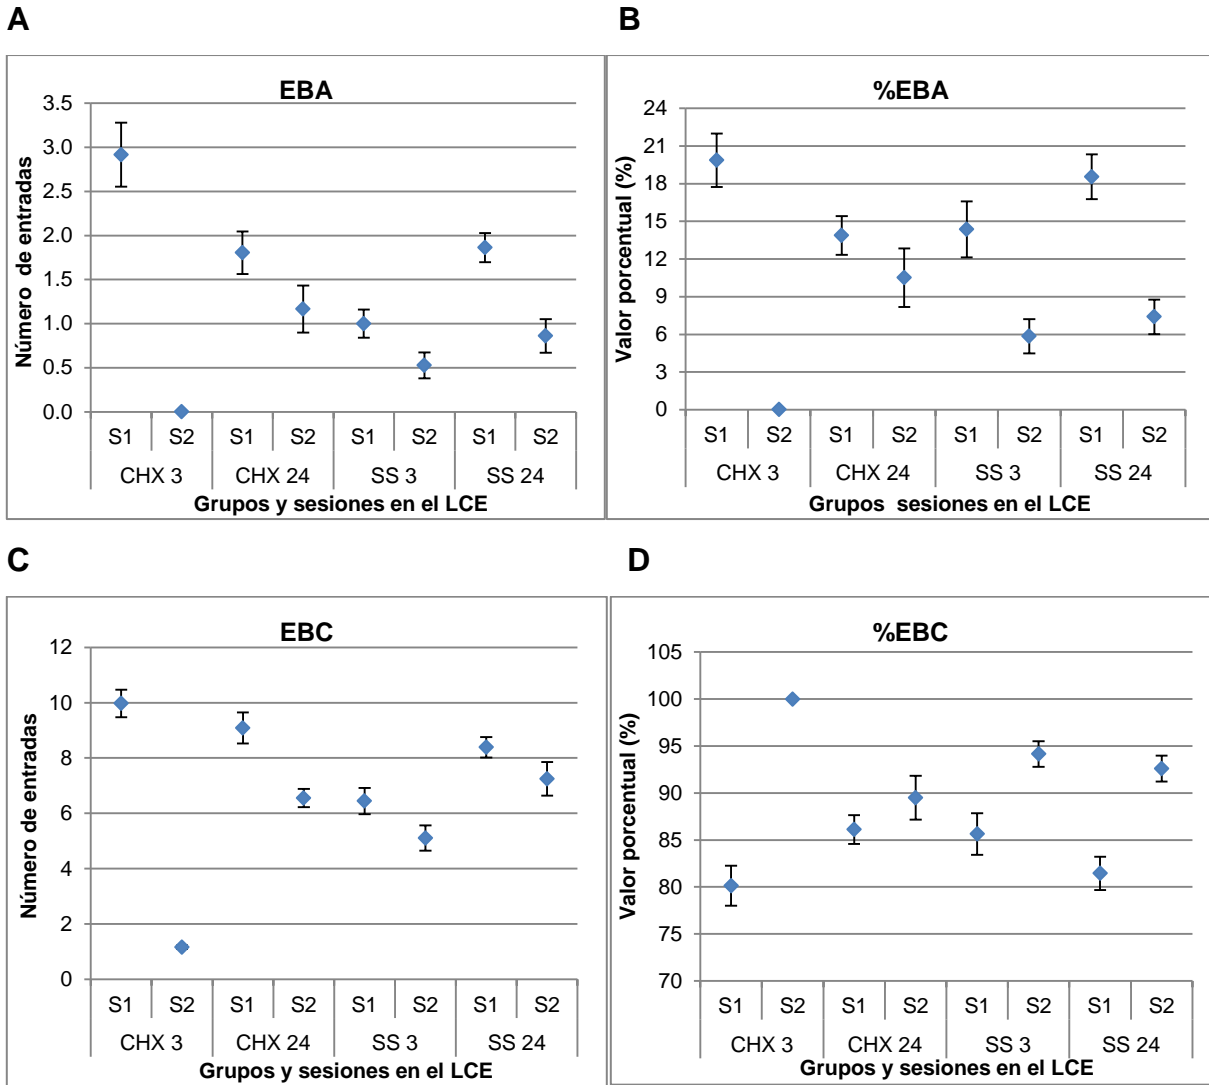 A
EBA
Número de entradas
3.5
3.0
2.5
2.0
1.5
1.0
0.5
0.0
S1 S2 S1 S2 S1 S2 S1 S2
CHX 3 CHX 24 SS 3 SS 24
Grupos y sesiones en el LCE
B
%EBA
Valor porcentual (%)
24
21
18
15
12
9
6
3
0
S1 S2 S1 S2 S1 S2 S1 S2
CHX 3 CHX 24 SS 3 SS 24
Grupos sesiones en el LCE
C
EBC
Número de entradas
12
10
8
6
4
2
0
S1 S2 S1 S2 S1 S2 S1 S2
CHX 3 CHX 24 SS 3 SS 24
Grupos y sesiones en el LCE
D
%EBC
Valor porcentual (%)
105
100
95
90
85
80
75
70
S1 S2 S1 S2 S1 S2 S1 S2
CHX 3 CHX 24 SS 3 SS 24
Grupos y sesiones en el LCE